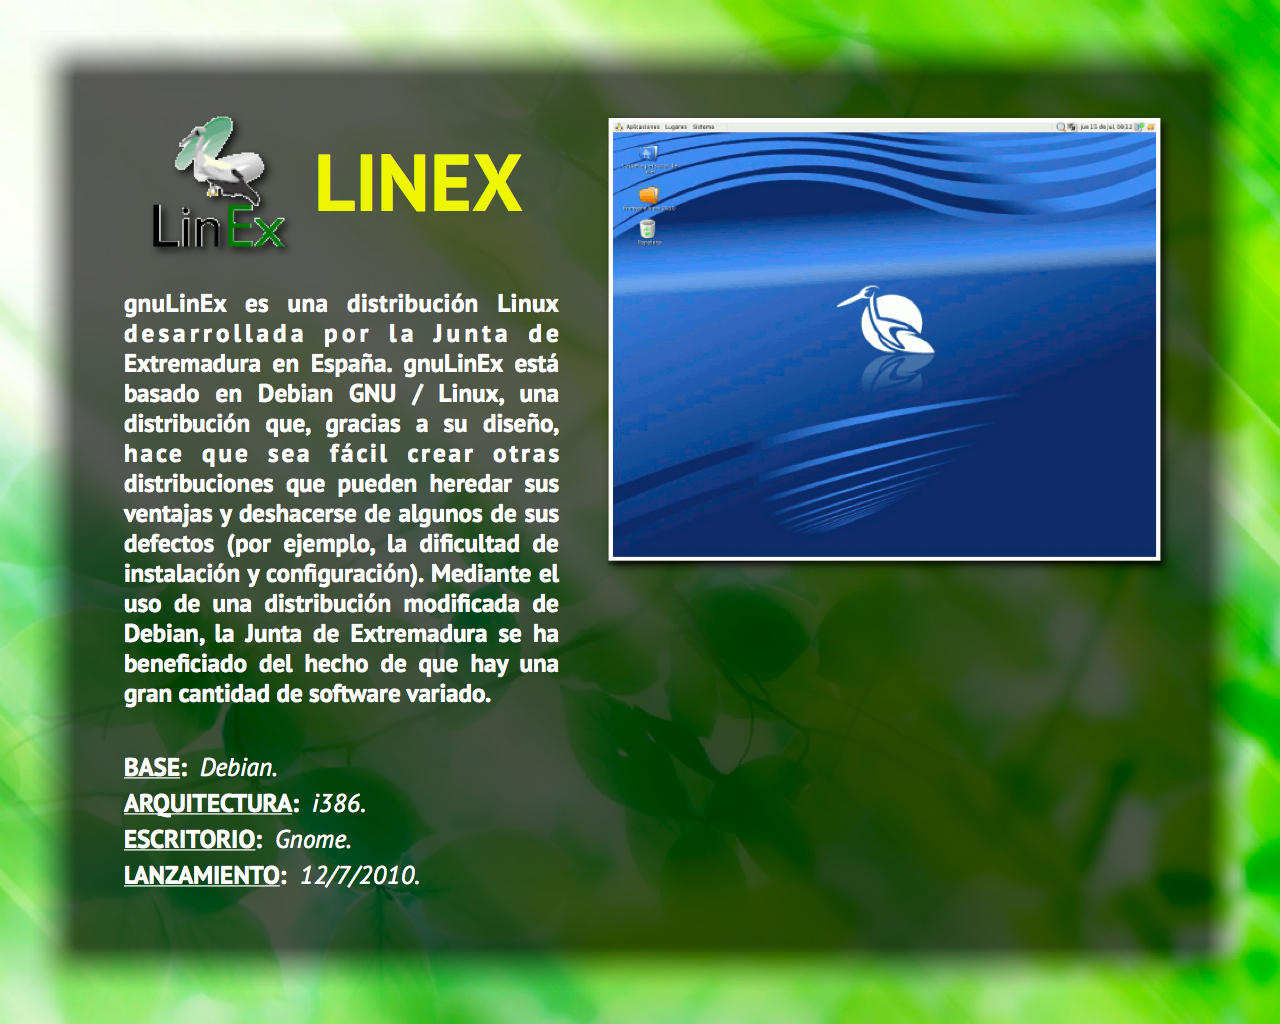 LinEx
LINEX
gnuLinEx es una distribución Linux
desarrollada por la Junta de
Extremadura en España. gnuLinEx está
basado en Debian GNU / Linux, una
distribución que, gracias a su diseño,
hace que sea fácil crear otras
distribuciones que pueden heredar sus
ventajas y deshacerse de algunos de sus
defectos (por ejemplo, la dificultad de
instalación y configuración). Mediante el
uso de una distribución modificada de
Debian, la Junta de Extremadura se ha
beneficiado del hecho de que hay una
gran cantidad de software variado.
BASE: Debian.
ARQUITECTURA: i386.
ESCRITORIO: Gnome.
LANZAMIENTO: 12/7/2010.
Aplicaciones Lugares Sistema
jue 15 de jul, 09:12